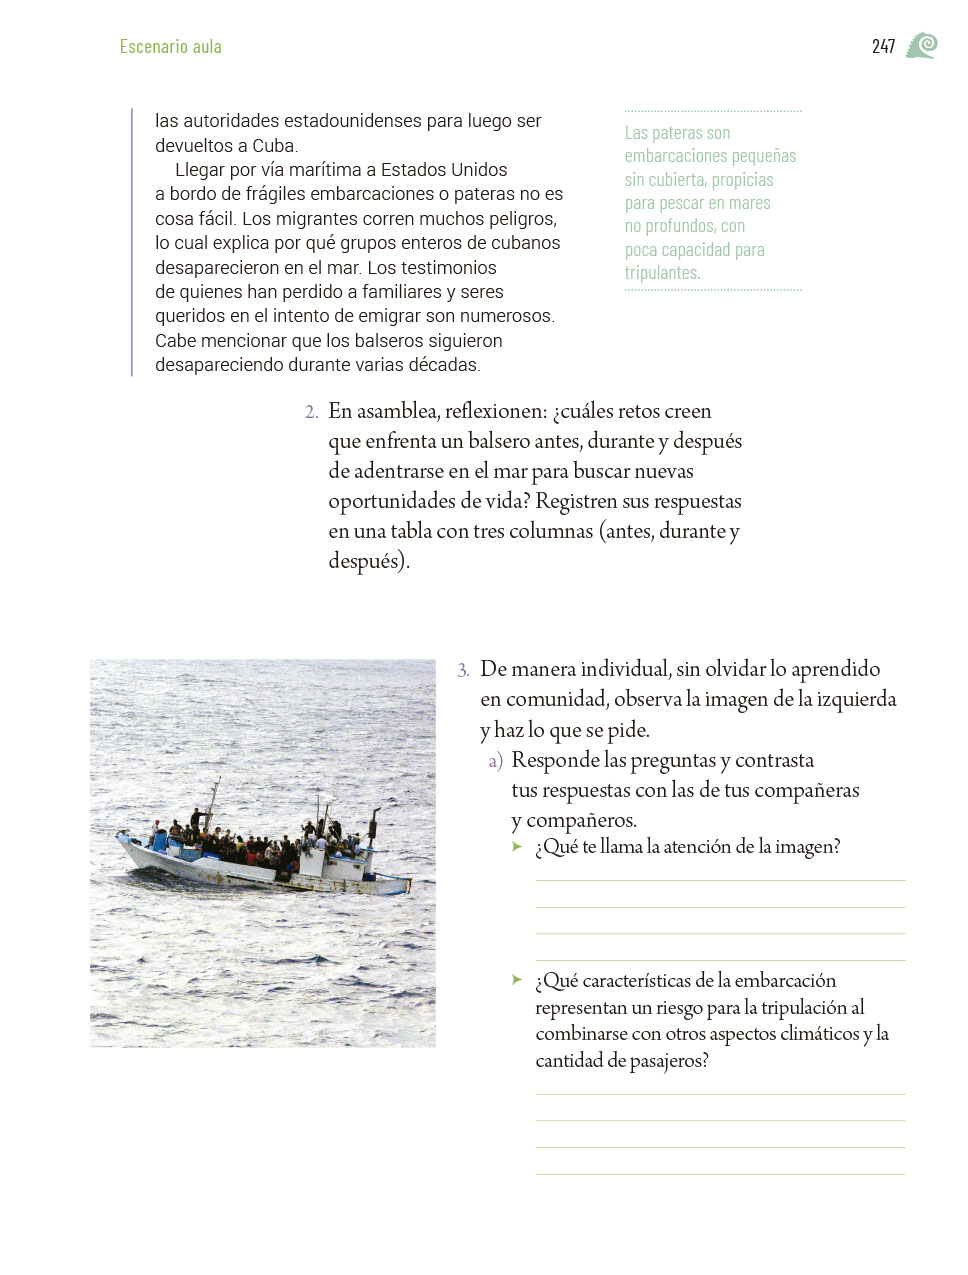 Escenario aula
247
las autoridades estadounidenses para luego ser
devueltos a Cuba.
Llegar por vía marítima a Estados Unidos
a bordo de frágiles embarcaciones o pateras no es
cosa fácil. Los migrantes corren muchos peligros,
lo cual explica por qué grupos enteros de cubanos
desaparecieron en el mar. Los testimonios
de quienes han perdido a familiares y seres
queridos en el intento de emigrar son numerosos.
Cabe mencionar que los balseros siguieron
desapareciendo durante varias décadas.
Las pateras son
embarcaciones pequeñas
sin cubierta, propicias
para pescar en mares
no profundos, con
poca capacidad para
tripulantes.
2. En asamblea, reflexionen: ¿cuáles retos creen
que enfrenta un balsero antes, durante y después
de adentrarse en el mar para buscar nuevas
oportunidades de vida? Registren sus respuestas
en una tabla con tres columnas (antes, durante y
después).
3. De manera individual, sin olvidar lo aprendido
en comunidad, observa la imagen de la izquierda
y haz lo que se pide.
a) Responde las preguntas y contrasta
tus respuestas con las de tus compañeras
y compañeros.
➤ ¿Qué te llama la atención de la imagen?
➤ ¿Qué características de la embarcación
representan un riesgo para la tripulación al
combinarse con otros aspectos climáticos y la
cantidad de pasajeros?